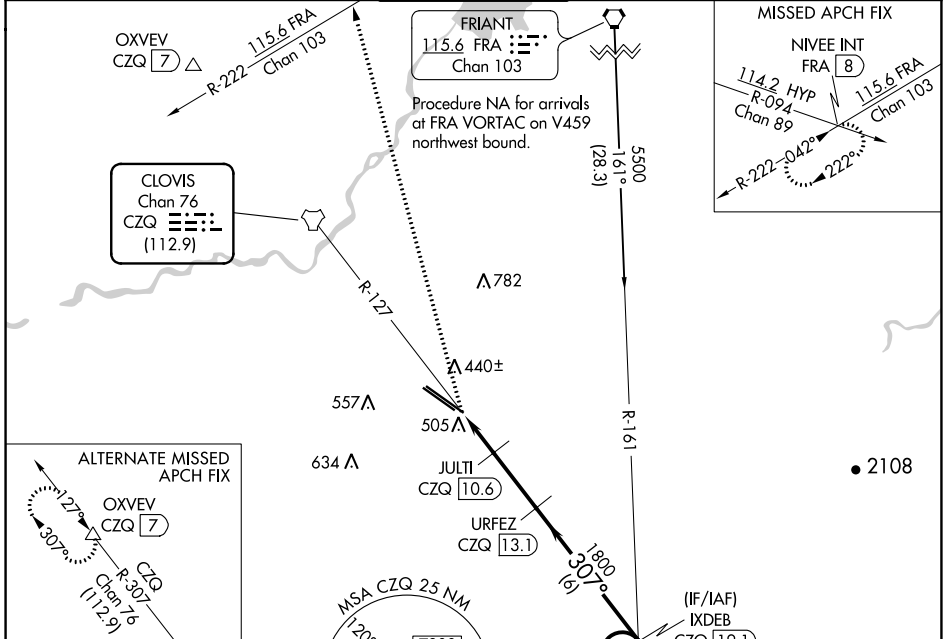 OXVEV
CZQ 7
115.6 FRA
R-222 Chan 103
FRIANT
115.6 FRA
Chan 103
Procedure NA for arrivals
at FRA VORTAC on V459
northwest bound.
5500
161°
(28.3)
MISSED APCH FIX
NIVEE INT
FRA 8
114.2 HYP
R-094
Chan 89
115.6 FRA
Chan 103
R-222
042°
222°
CLOVIS
Chan 76
CZQ
(112.9)
R-127
782
440±
557
505
634
R-161
2108
JULTI
CZQ 10.6
URFEZ
CZQ 13.1
1800
307°
(6)
(IF/IAF)
IXDEB
ALTERNATE MISSED
APCH FIX
OXVEV
CZQ 7
127°
307°
CZQ
R-307
Chan 76
(112.9)
MSA CZQ 25 NM